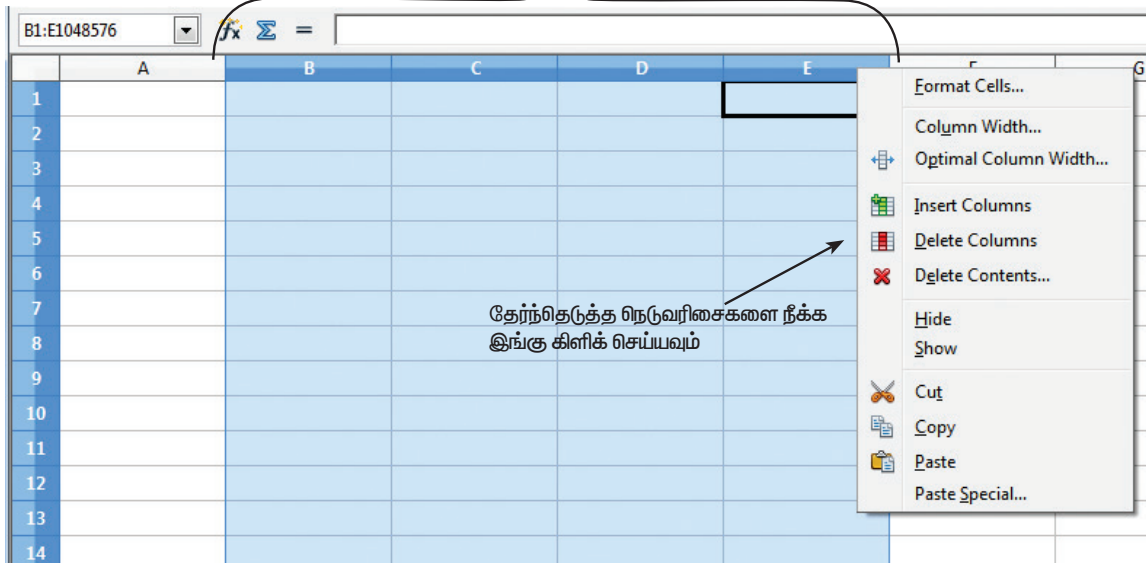 B1:E1048576 fx Σ =
A B C D E F G
1
2
3
4
5
6
7
8
9
10
11
12
13
14
Format Cells...
Column Width...
Optimal Column Width...
Insert Columns
Delete Columns
Delete Contents...
Hide
Show
Cut
Copy
Paste
Paste Special...
தேர்ந்தெடுத்த நெடுவரிசைகளை நீக்க
இங்கு கிளிக் செய்யவும்